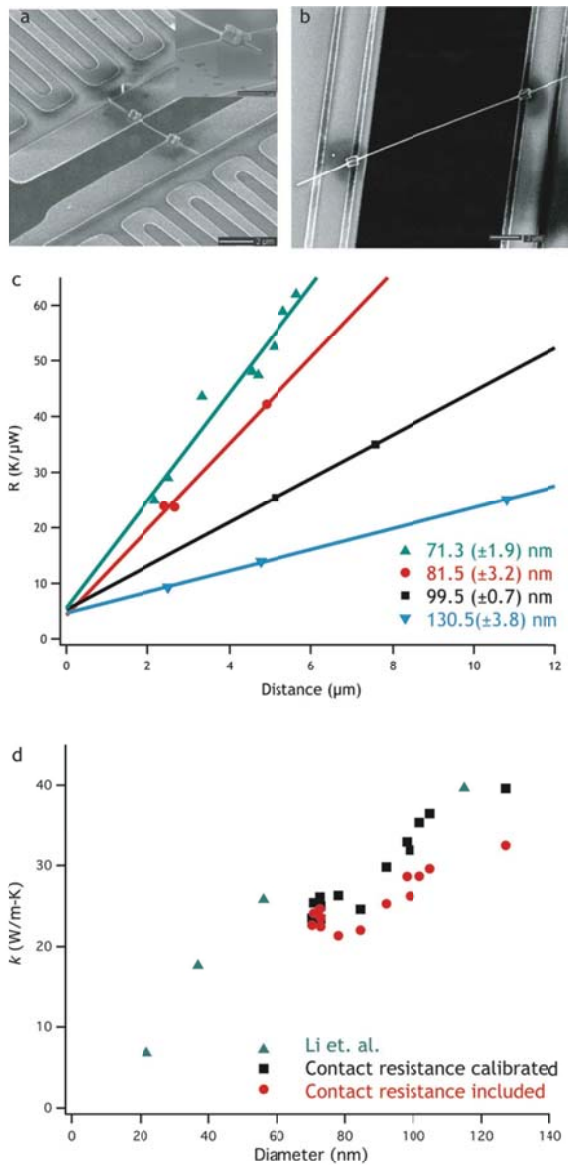 a
b
2 µm
c
60
50
40
30
20
10
0
R (K/µW)
71.3 (±1.9) nm
81.5 (±3.2) nm
99.5 (±0.7) nm
130.5(±3.8) nm
0 2 4 6 8 10 12
Distance (µm)
d
40
30
20
10
0
k (W/m-K)
Li et. al.
Contact resistance calibrated
Contact resistance included
0 20 40 60 80 100 120 140
Diameter (nm)